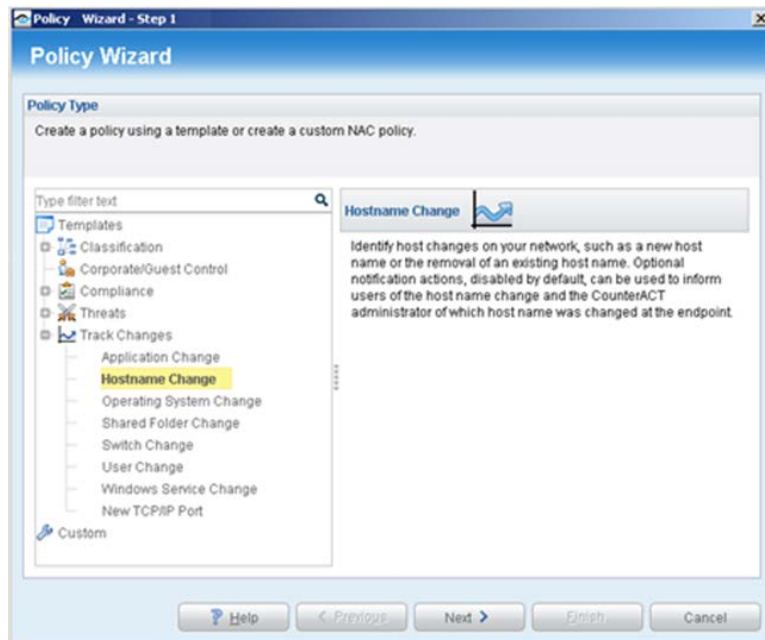 Policy Wizard - Step 1
Policy Wizard
Policy Type
Create a policy using a template or create a custom NAC policy.
Type filter text
Templates
Classification
Corporate/Guest Control
Compliance
Threats
Track Changes
Application Change
Hostname Change
Operating System Change
Shared Folder Change
Switch Change
User Change
Windows Service Change
New TCP/IP Port
Custom
Hostname Change
Identify host changes on your network, such as a new host
name or the removal of an existing host name. Optional
notification actions, disabled by default, can be used to inform
users of the host name change and the CounterACT
administrator of which host name was changed at the endpoint.
? Help
< Previous
Next >
Finish
Cancel